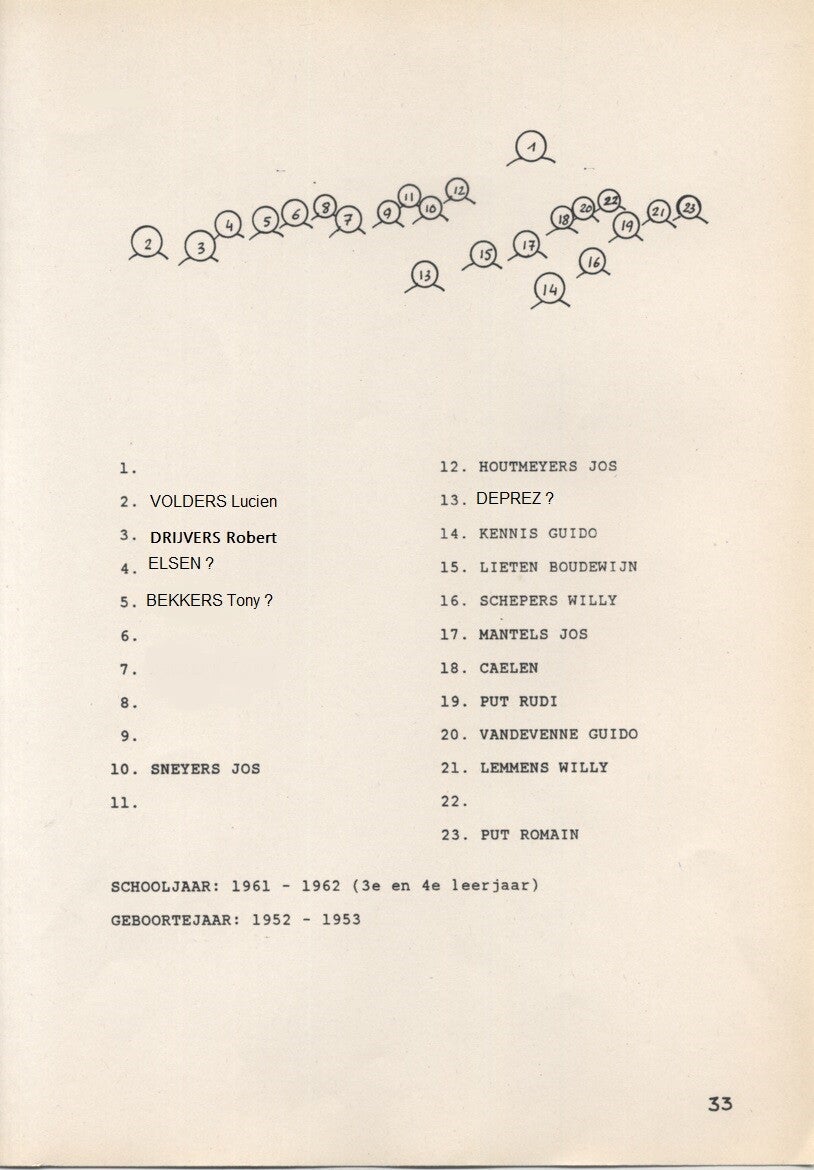 1
2
3
4
5
6
8
7
9
11
10
12
13
15
17
14
16
18
20
22
19
21
23
1.
2. VOLDERS Lucien
3. DRIJVERS Robert
4. ELSEN ?
5. BEKKERS Tony ?
6.
7.
8.
9.
10. SNEYERS JOS
11.
12. HOUTMEYERS JOS
13. DEPREZ ?
14. KENNIS GUIDO
15. LIETEN BOUDEWIJN
16. SCHEPERS WILLY
17. MANTELS JOS
18. CAELEN
19. PUT RUDI
20. VANDEVENNE GUIDO
21. LEMMENS WILLY
22.
23. PUT ROMAIN
SCHOOLJAAR: 1961 - 1962 (3e en 4e leerjaar)
GEBOORTEJAAR: 1952 - 1953
33